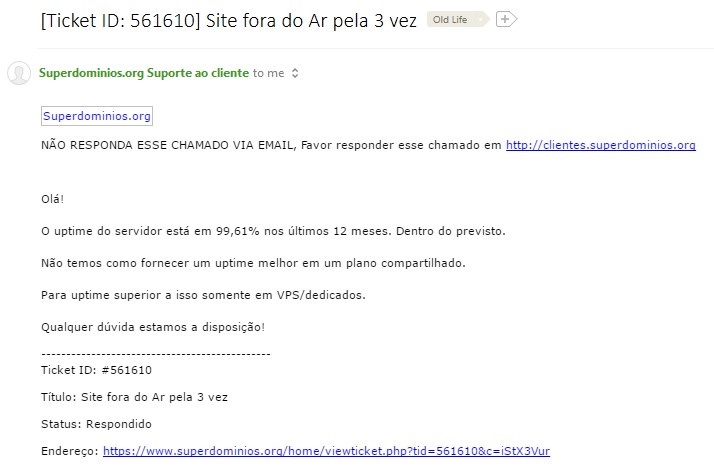 [Ticket ID: 561610] Site fora do Ar pela 3 vez Old Life
Superdominios.org Suporte ao cliente to me
Superdominios.org
NÃO RESPONDA ESSE CHAMADO VIA EMAIL, Favor responder esse chamado em http://clientes.superdominios.org
Olá!
O uptime do servidor está em 99,61% nos últimos 12 meses. Dentro do previsto.
Não temos como fornecer um uptime melhor em um plano compartilhado.
Para uptime superior a isso somente em VPS/dedicados.
Qualquer dúvida estamos a disposição!
----------------------------------------------
Ticket ID: #561610
Título: Site fora do Ar pela 3 vez
Status: Respondido
Endereço: https://www.superdominios.org/home/viewticket.php?tid=561610&c=iStX3Vur